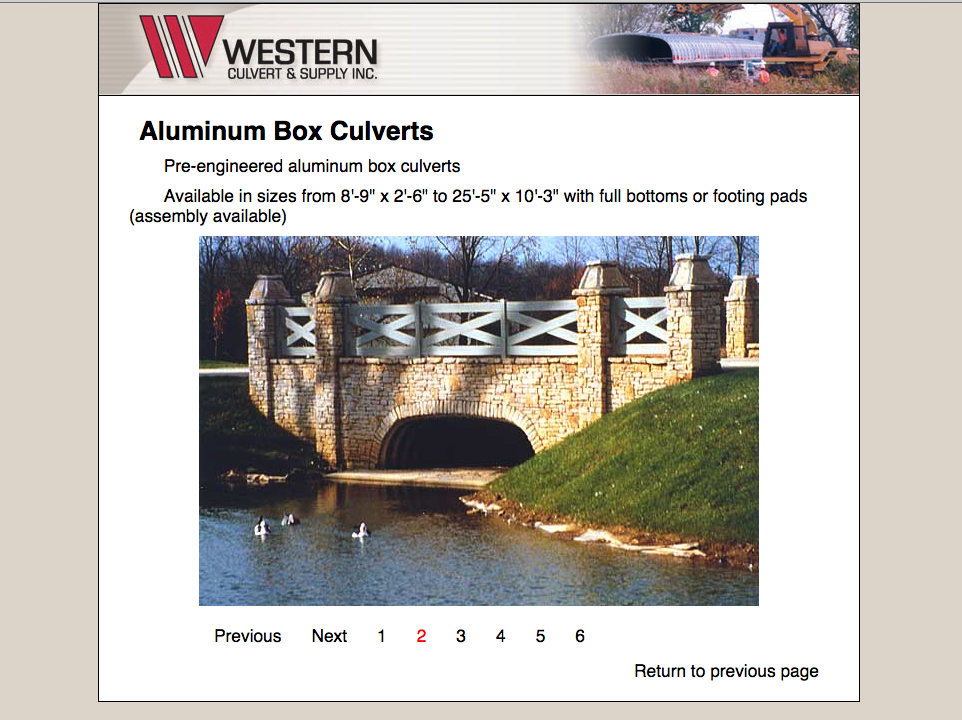 WESTERN
CULVERT & SUPPLY INC.
Aluminum Box Culverts
Pre-engineered aluminum box culverts
Available in sizes from 8'-9" x 2'-6" to 25'-5" x 10'-3" with full bottoms or footing pads
(assembly available)
Previous Next 1 2 3 4 5 6
Return to previous page